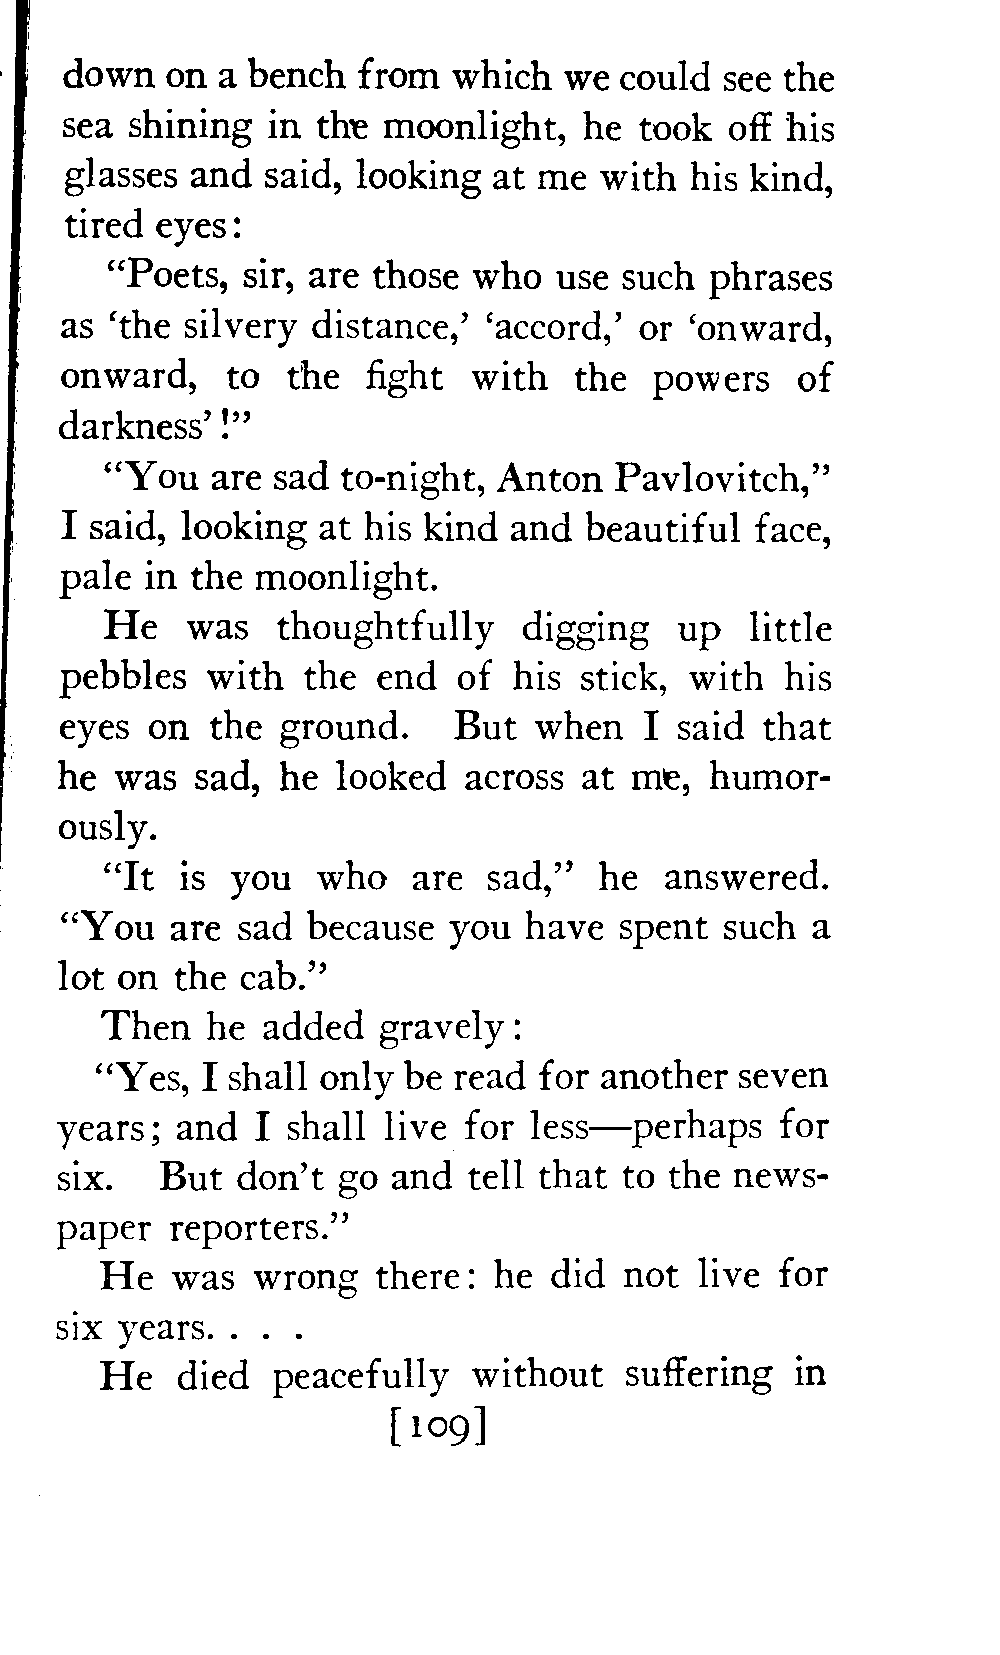 down on a bench from which we could see the
sea shining in the moonlight, he took off his
glasses and said, looking at me with his kind,
tired eyes:
“Poets, sir, are those who use such phrases
as ‘the silvery distance,’ ‘accord,’ or ‘onward,
onward, to the fight with the powers of
darkness’!”
“You are sad to-night, Anton Pavlovitch,”
I said, looking at his kind and beautiful face,
pale in the moonlight.
He was thoughtfully digging up little
pebbles with the end of his stick, with his
eyes on the ground. But when I said that
he was sad, he looked across at me, humor-
ously.
“It is you who are sad,” he answered.
“You are sad because you have spent such a
lot on the cab.”
Then he added gravely:
“Yes, I shall only be read for another seven
years; and I shall live for less—perhaps for
six. But don’t go and tell that to the news-
paper reporters.”
He was wrong there: he did not live for
six years. . . .
He died peacefully without suffering in
[109]